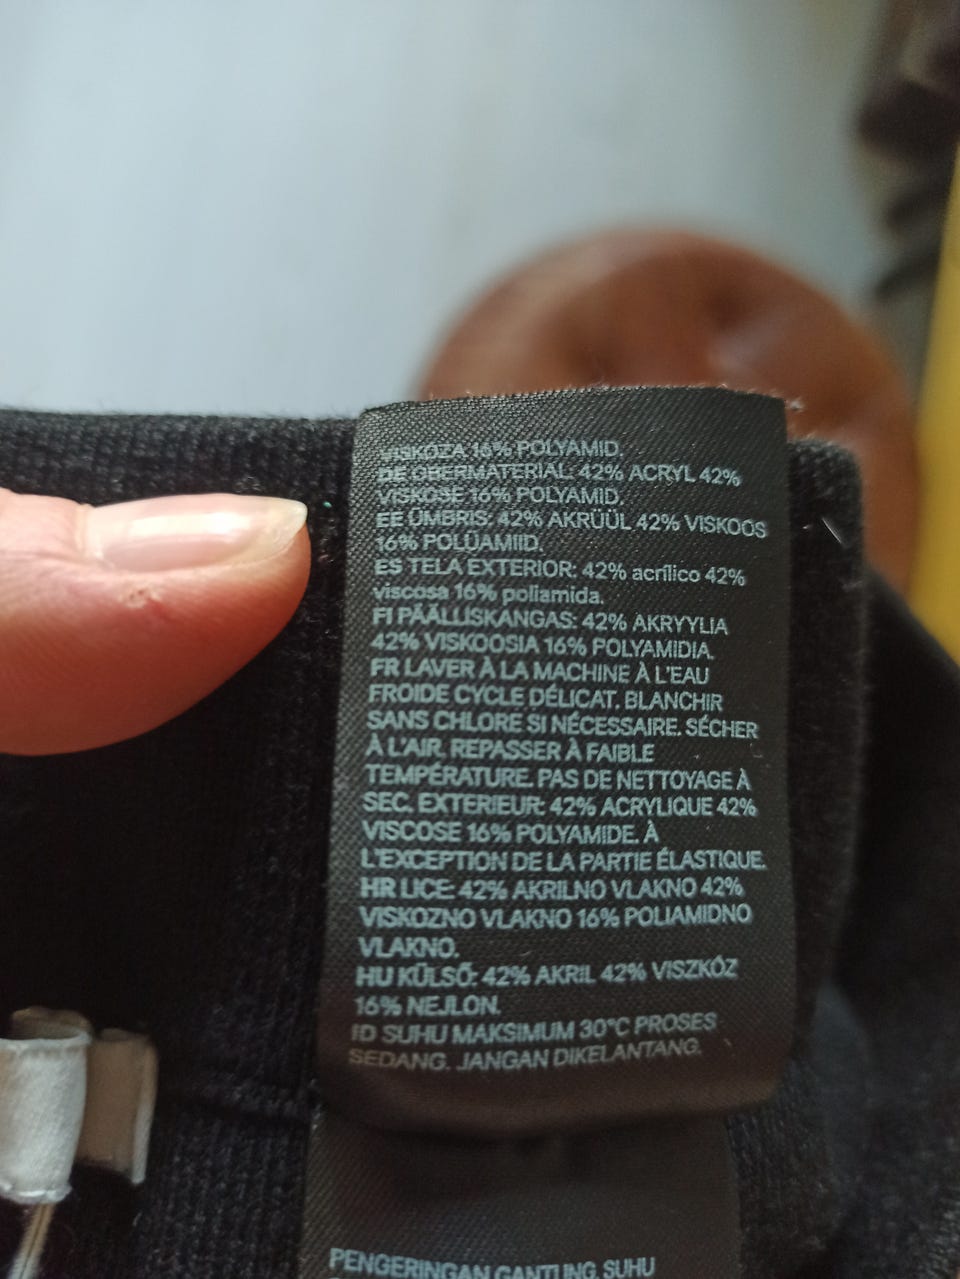 VISKÓZA 16% POLYAMID.
DE OBERMATERIAL: 42% ACRYL 42%
VISKOSE 16% POLYAMID.
EE ÜMBRIS: 42% AKRÜÜL 42% VISKOOS
16% POLÜAMIID.
ES TELA EXTERIOR: 42% acrílico 42%
viscosa 16% poliamida.
FI PÄÄLLISKANGAS: 42% AKRYYLIA
42% VISKOOSIA 16% POLYAMIDIA.
FR LAVER À LA MACHINE À L'EAU
FROIDE CYCLE DÉLICAT. BLANCHIR
SANS CHLORE SI NÉCESSAIRE. SÉCHER
À L'AIR. REPASSER À FAIBLE
TEMPÉRATURE. PAS DE NETTOYAGE À
SEC. EXTERIEUR: 42% ACRYLIQUE 42%
VISCOSE 16% POLYAMIDE. À
L'EXCEPTION DE LA PARTIE ÉLASTIQUE.
HR LICE: 42% AKRILNO VLAKNO 42%
VISKOZNO VLAKNO 16% POLIAMIDNO
VLAKNO.
HU KÜLSŐ: 42% AKRIL 42% VISZKÓZ
16% NEJLON.
ID SUHU MAKSIMUM 30°C PROSES
SEDANG. JANGAN DIKELANTANG.
PENGERINGAN GANTUNG. SUHU